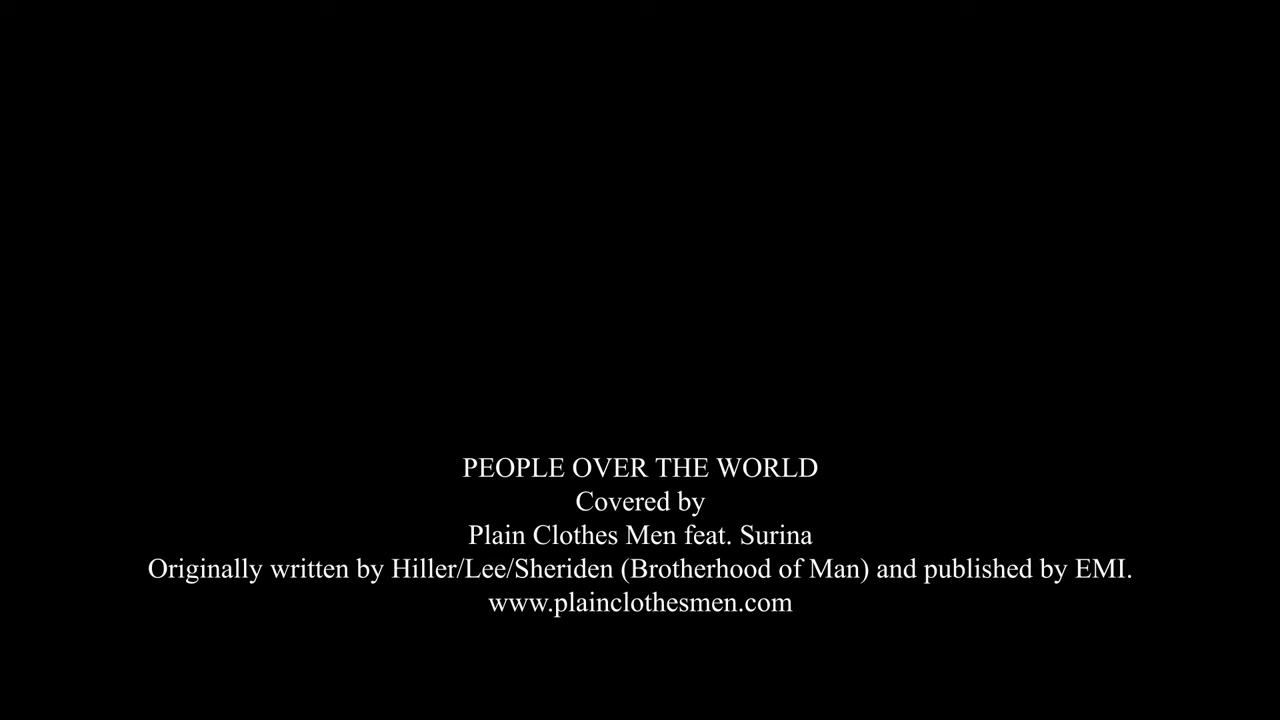 PEOPLE OVER THE WORLD
Covered by
Plain Clothes Men feat. Surina
Originally written by Hiller/Lee/Sheriden (Brotherhood of Man) and published by EMI.
www.plainclothesmen.com